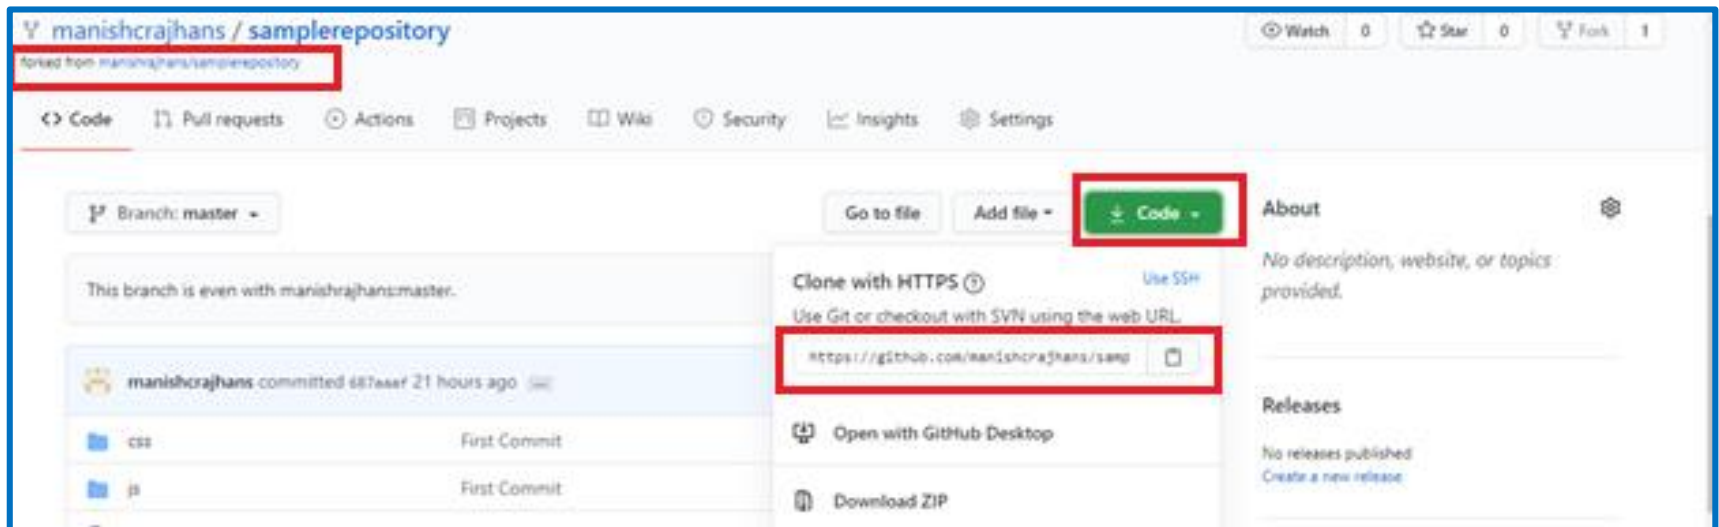 manishcrajhans / samplerepository
Watch 0 Star 0 Fork 1
forked from manishrajhans/samplerepository
<> Code Pull requests Actions Projects Wiki Security Insights Settings
Branch: master Go to file Add file Code
About
No description, website, or topics
provided.
Clone with HTTPS Use SSH
Use Git or checkout with SVN using the web URL.
https://github.com/manishcrajhans/samp
This branch is even with manishrajhans:master.
manishcrajhans committed 21 hours ago
css First Commit
js First Commit
Open with GitHub Desktop
Download ZIP
Releases
No releases published
Create a new release